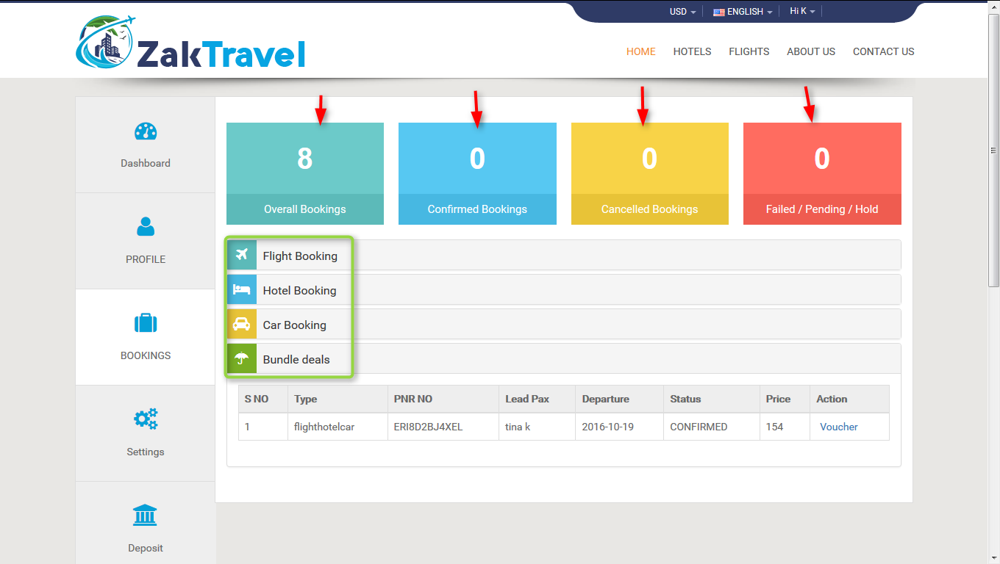 USD ENGLISH Hi K
ZakTravel
HOME HOTELS FLIGHTS ABOUT US CONTACT US
Dashboard
PROFILE
BOOKINGS
Settings
Deposit
8 0 0 0
Overall Bookings Confirmed Bookings Cancelled Bookings Failed / Pending / Hold
Flight Booking
Hotel Booking
Car Booking
Bundle deals
S NO Type PNR NO Lead Pax Departure Status Price Action
1 flighthotelcar ERI8D2BJ4XEL tina k 2016-10-19 CONFIRMED 154 Voucher